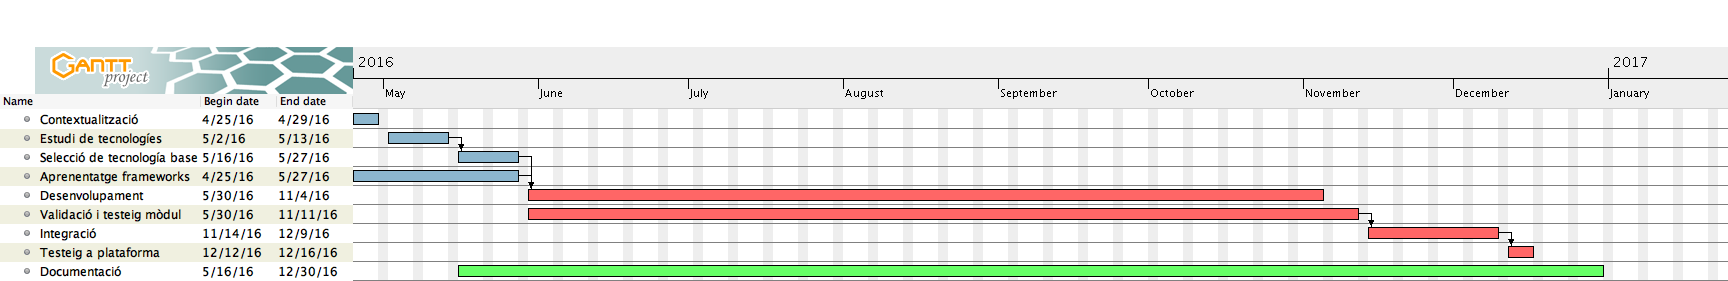 GANTT
project
2016 2017
May June July August September October November December January
Name Begin date End date
Contextualització 4/25/16 4/29/16
Estudi de tecnologíes 5/2/16 5/13/16
Selecció de tecnología base 5/16/16 5/27/16
Aprenentatge frameworks 4/25/16 5/27/16
Desenvolupament 5/30/16 11/4/16
Validació i testeig mòdul 5/30/16 11/11/16
Integració 11/14/16 12/9/16
Testeig a plataforma 12/12/16 12/16/16
Documentació 5/16/16 12/30/16